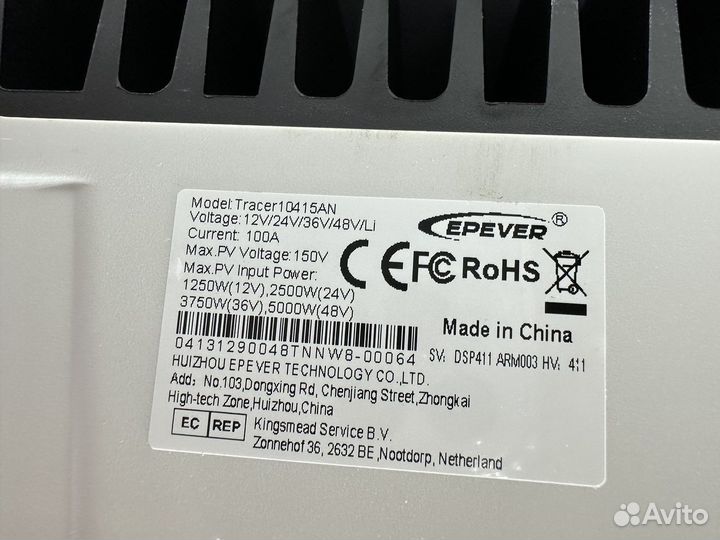 Model:Tracer10415AN
Voltage:12V/24V/36V/48V/Li
Current: 100A
Max.PV Voltage:150V
Max.PV Input Power:
1250W(12V),2500W(24V)
3750W(36V),5000W(48V)
EPEVER ®
CE FC RoHS
Made in China
04131290048TNNW8-00064
SV: DSP411 ARM003 HV: 411
HUIZHOU EPEVER TECHNOLOGY CO.,LTD.
Add: No.103,Dongxing Rd, Chenjiang Street,Zhongkai
High-tech Zone,Huizhou,China
EC REP
Kingsmead Service B.V.
Zonnehof 36, 2632 BE ,Nootdorp, Netherland
Avito